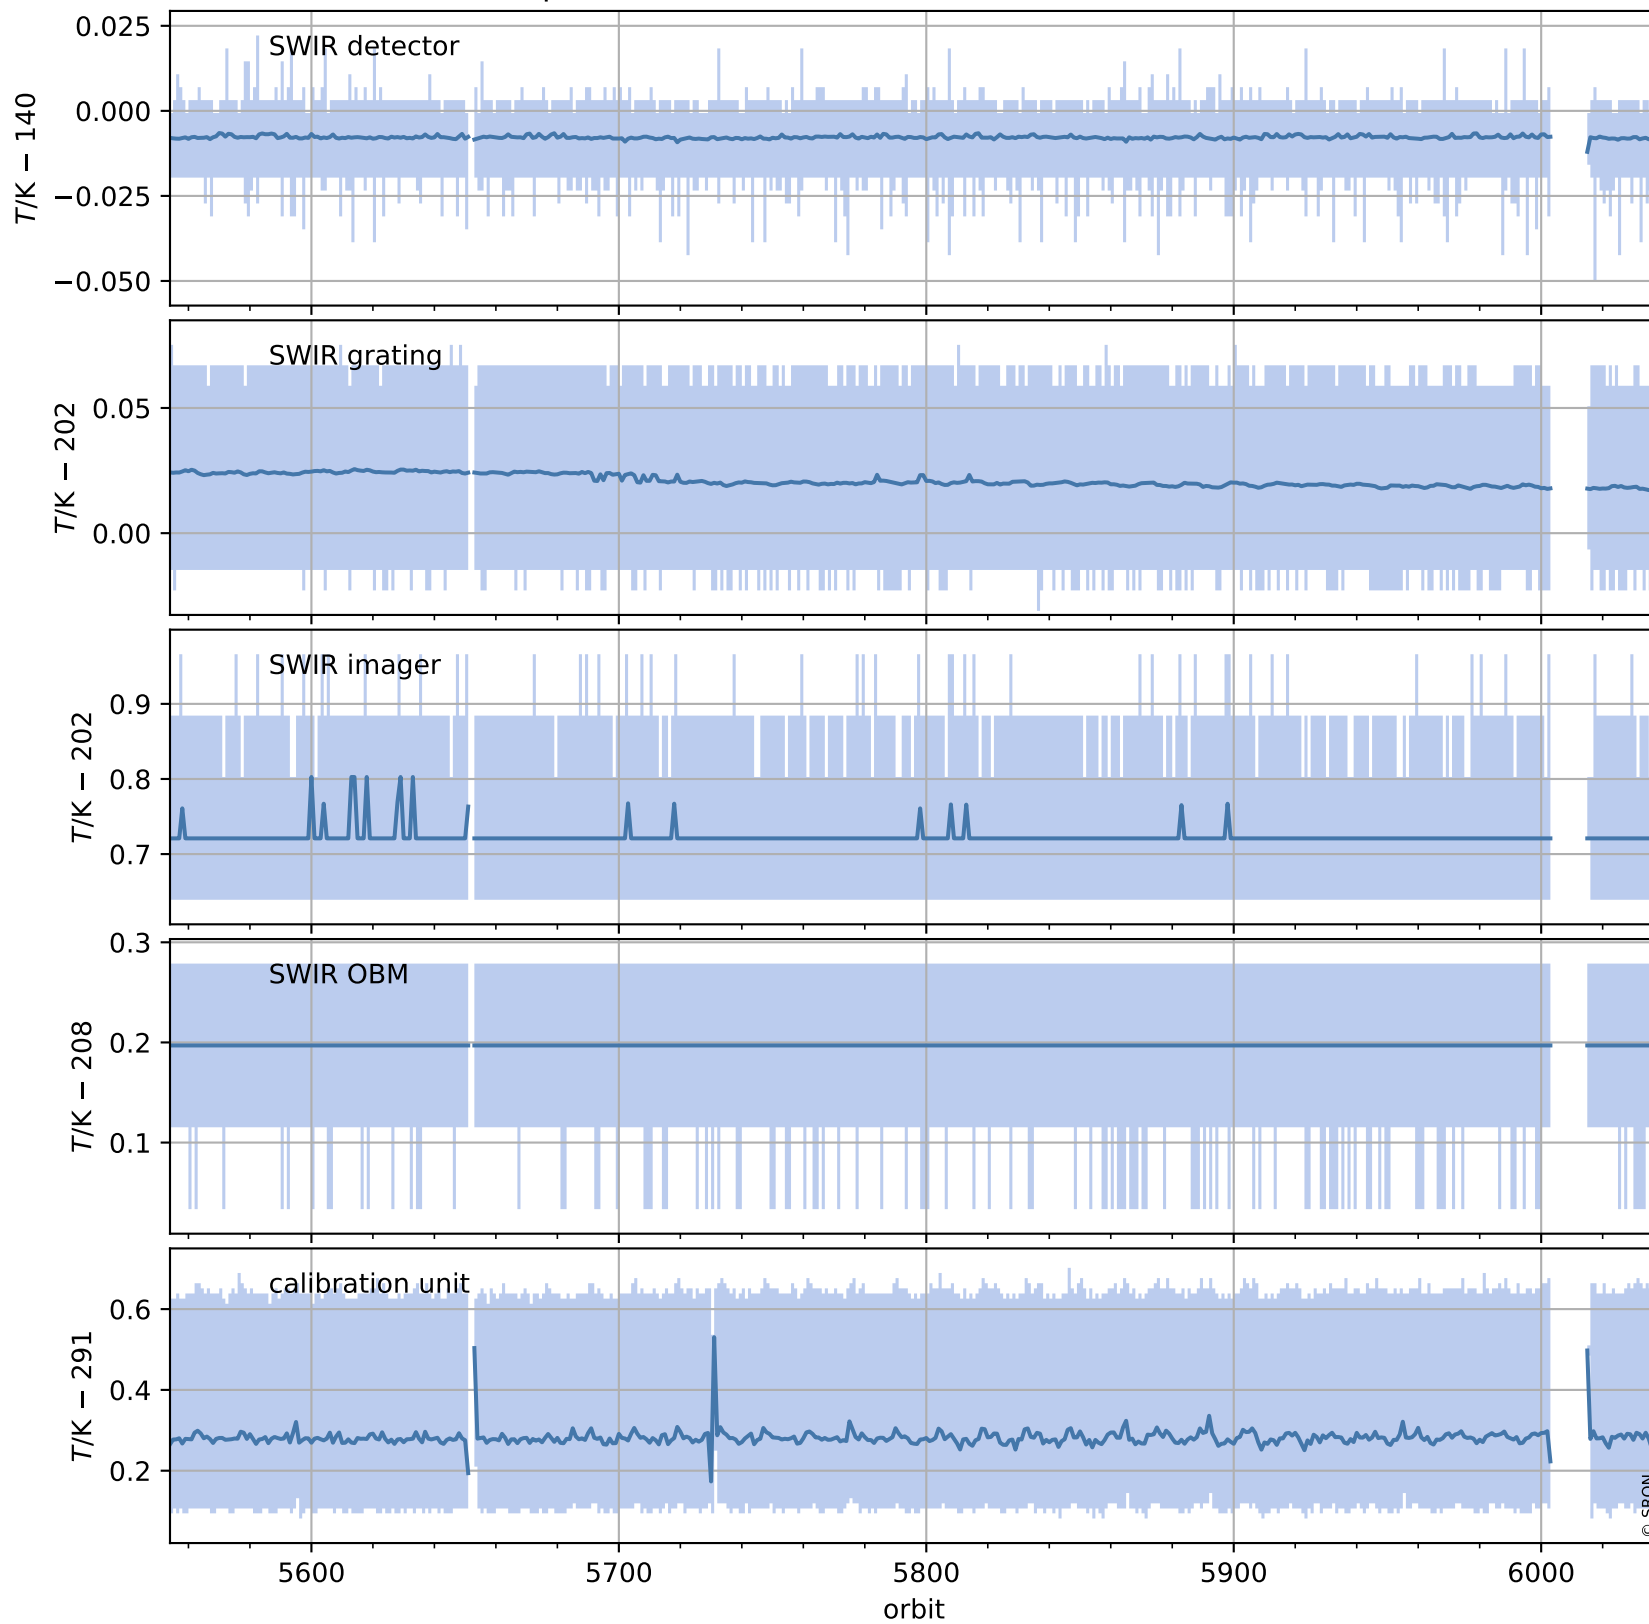 SWIR detector
T/K − 140
0.025
0.000
−0.025
−0.050
SWIR grating
T/K − 202
0.05
0.00
SWIR imager
T/K − 202
0.9
0.8
0.7
SWIR OBM
T/K − 208
0.3
0.2
0.1
calibration unit
T/K − 291
0.6
0.4
0.2
5600 5700 5800 5900 6000
orbit
© SRON